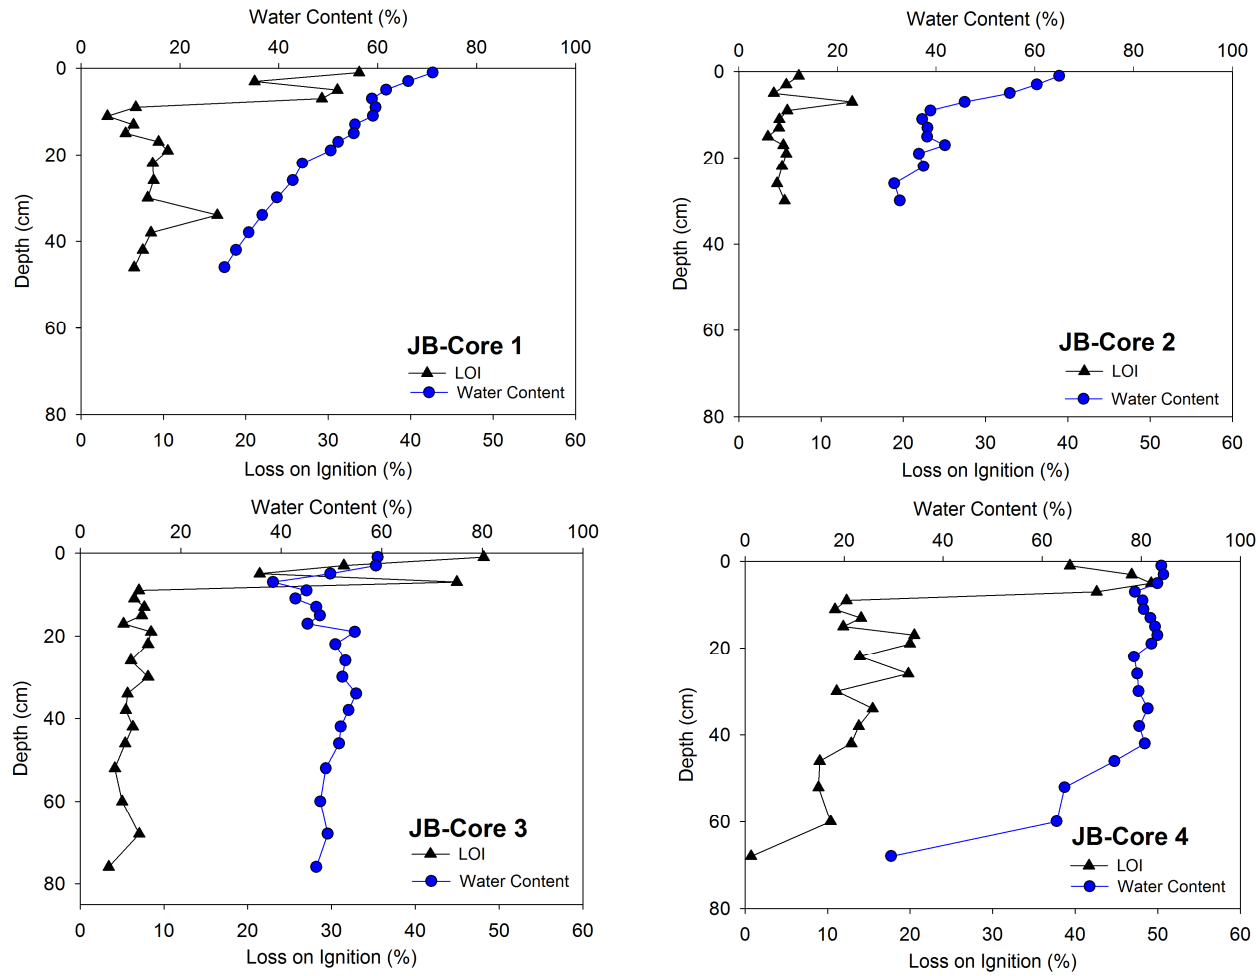 Water Content (%)
0 20 40 60 80 100
0
20
40
60
80
Depth (cm)
JB-Core 1
LOI
Water Content
0 10 20 30 40 50 60
Loss on Ignition (%)
Water Content (%)
0 20 40 60 80 100
0
20
40
60
80
Depth (cm)
JB-Core 2
LOI
Water Content
0 10 20 30 40 50 60
Loss on Ignition (%)
Water Content (%)
0 20 40 60 80 100
0
20
40
60
80
Depth (cm)
JB-Core 3
LOI
Water Content
0 10 20 30 40 50 60
Loss on Ignition (%)
Water Content (%)
0 20 40 60 80 100
0
20
40
60
80
Depth (cm)
JB-Core 4
LOI
Water Content
0 10 20 30 40 50 60
Loss on Ignition (%)